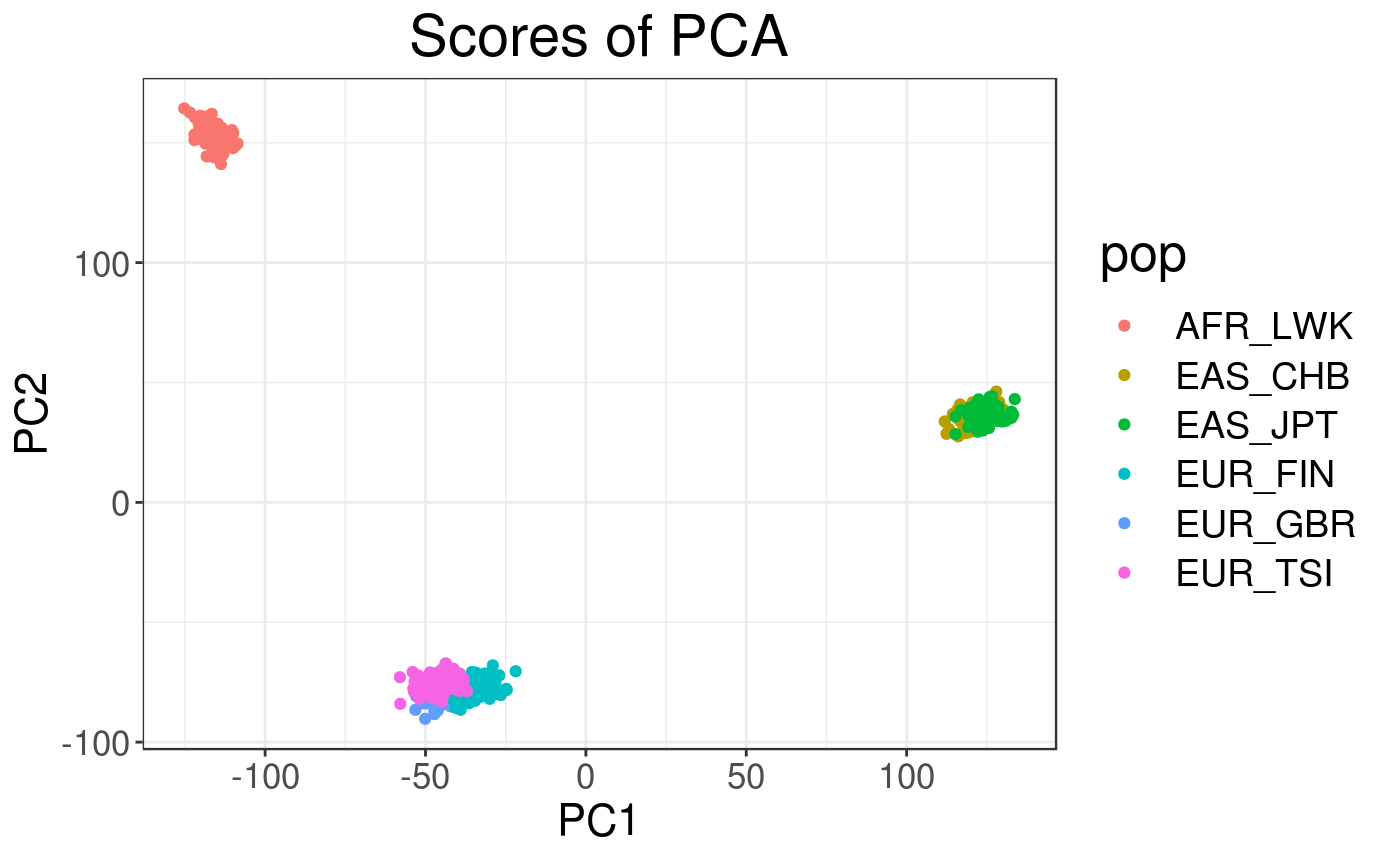 Scores of PCA
PC2
100
0
-100
-100
-50
0
50
100
PC1
pop
AFR_LWK
EAS_CHB
EAS_JPT
EUR_FIN
EUR_GBR
EUR_TSI